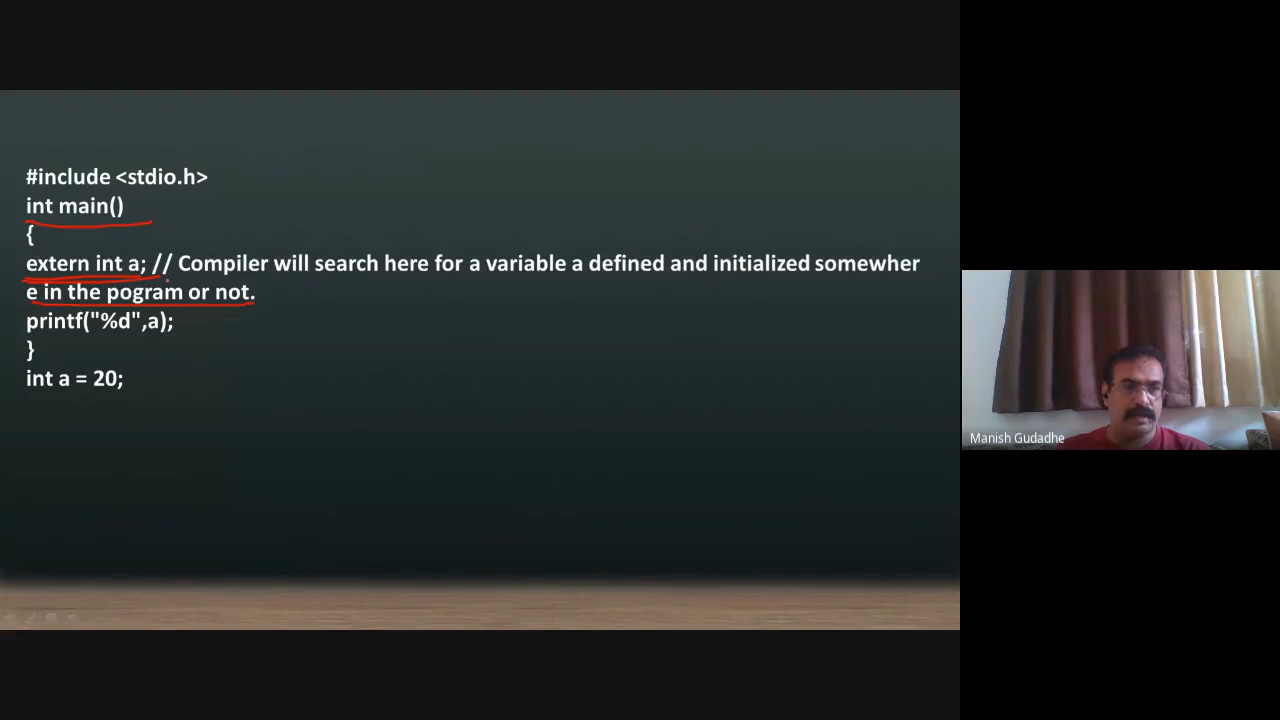 #include <stdio.h>
int main()
{
extern int a; // Compiler will search here for a variable a defined and initialized somewher
e in the pogram or not.
printf("%d",a);
}
int a = 20;
Manish Gudadhe